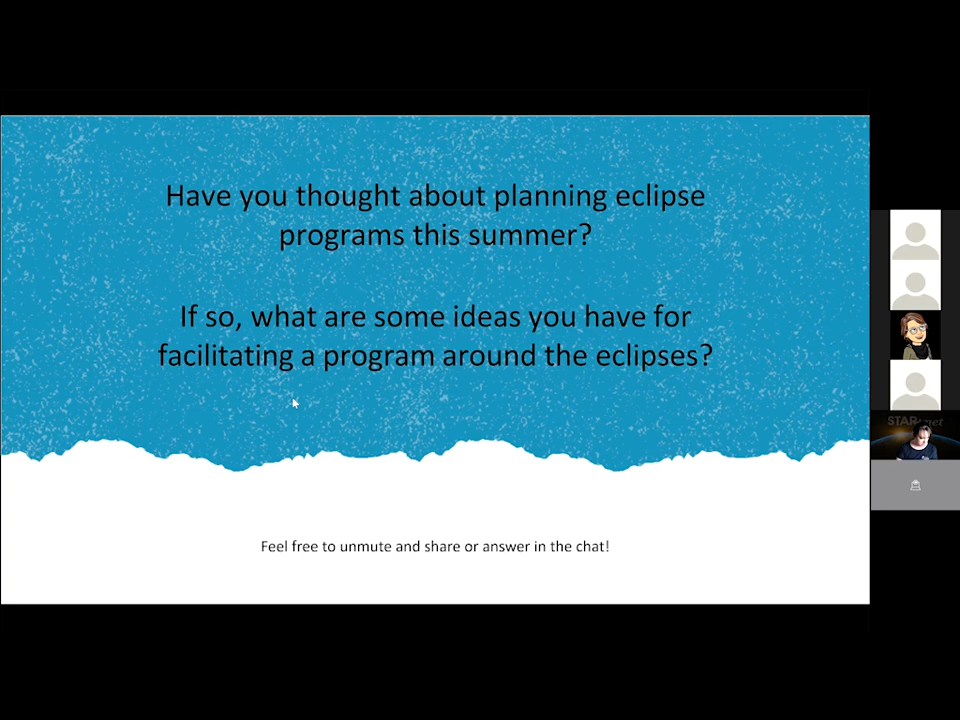 Have you thought about planning eclipse
programs this summer?
If so, what are some ideas you have for
facilitating a program around the eclipses?
Feel free to unmute and share or answer in the chat!